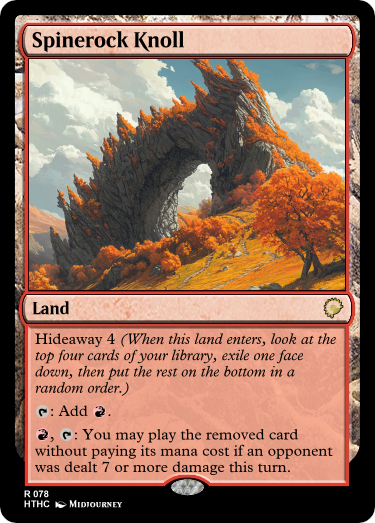 Spinerock Knoll
Land
Hideaway 4 (When this land enters, look at the
top four cards of your library, exile one face
down, then put the rest on the bottom in a
random order.)
: Add .
, : You may play the removed card
without paying its mana cost if an opponent
was dealt 7 or more damage this turn.
R 078
HTHC MIDJOURNEY